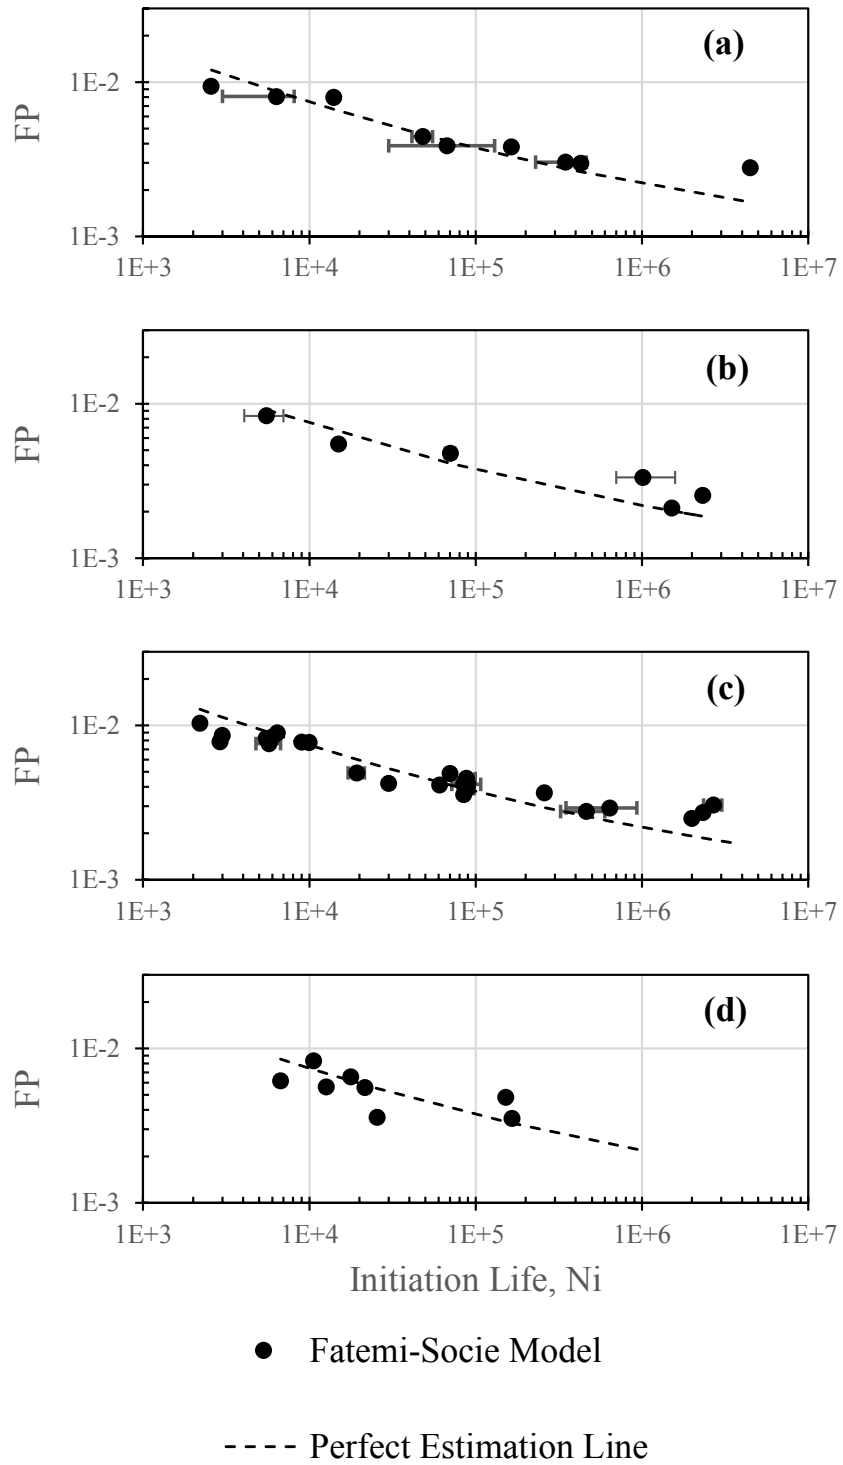 (a)
1E-2
FP
1E-3
1E+3 1E+4 1E+5 1E+6 1E+7
(b)
1E-2
FP
1E-3
1E+3 1E+4 1E+5 1E+6 1E+7
(c)
1E-2
FP
1E-3
1E+3 1E+4 1E+5 1E+6 1E+7
(d)
1E-2
FP
1E-3
1E+3 1E+4 1E+5 1E+6 1E+7
Initiation Life, Ni
Fatemi-Socie Model
Perfect Estimation Line